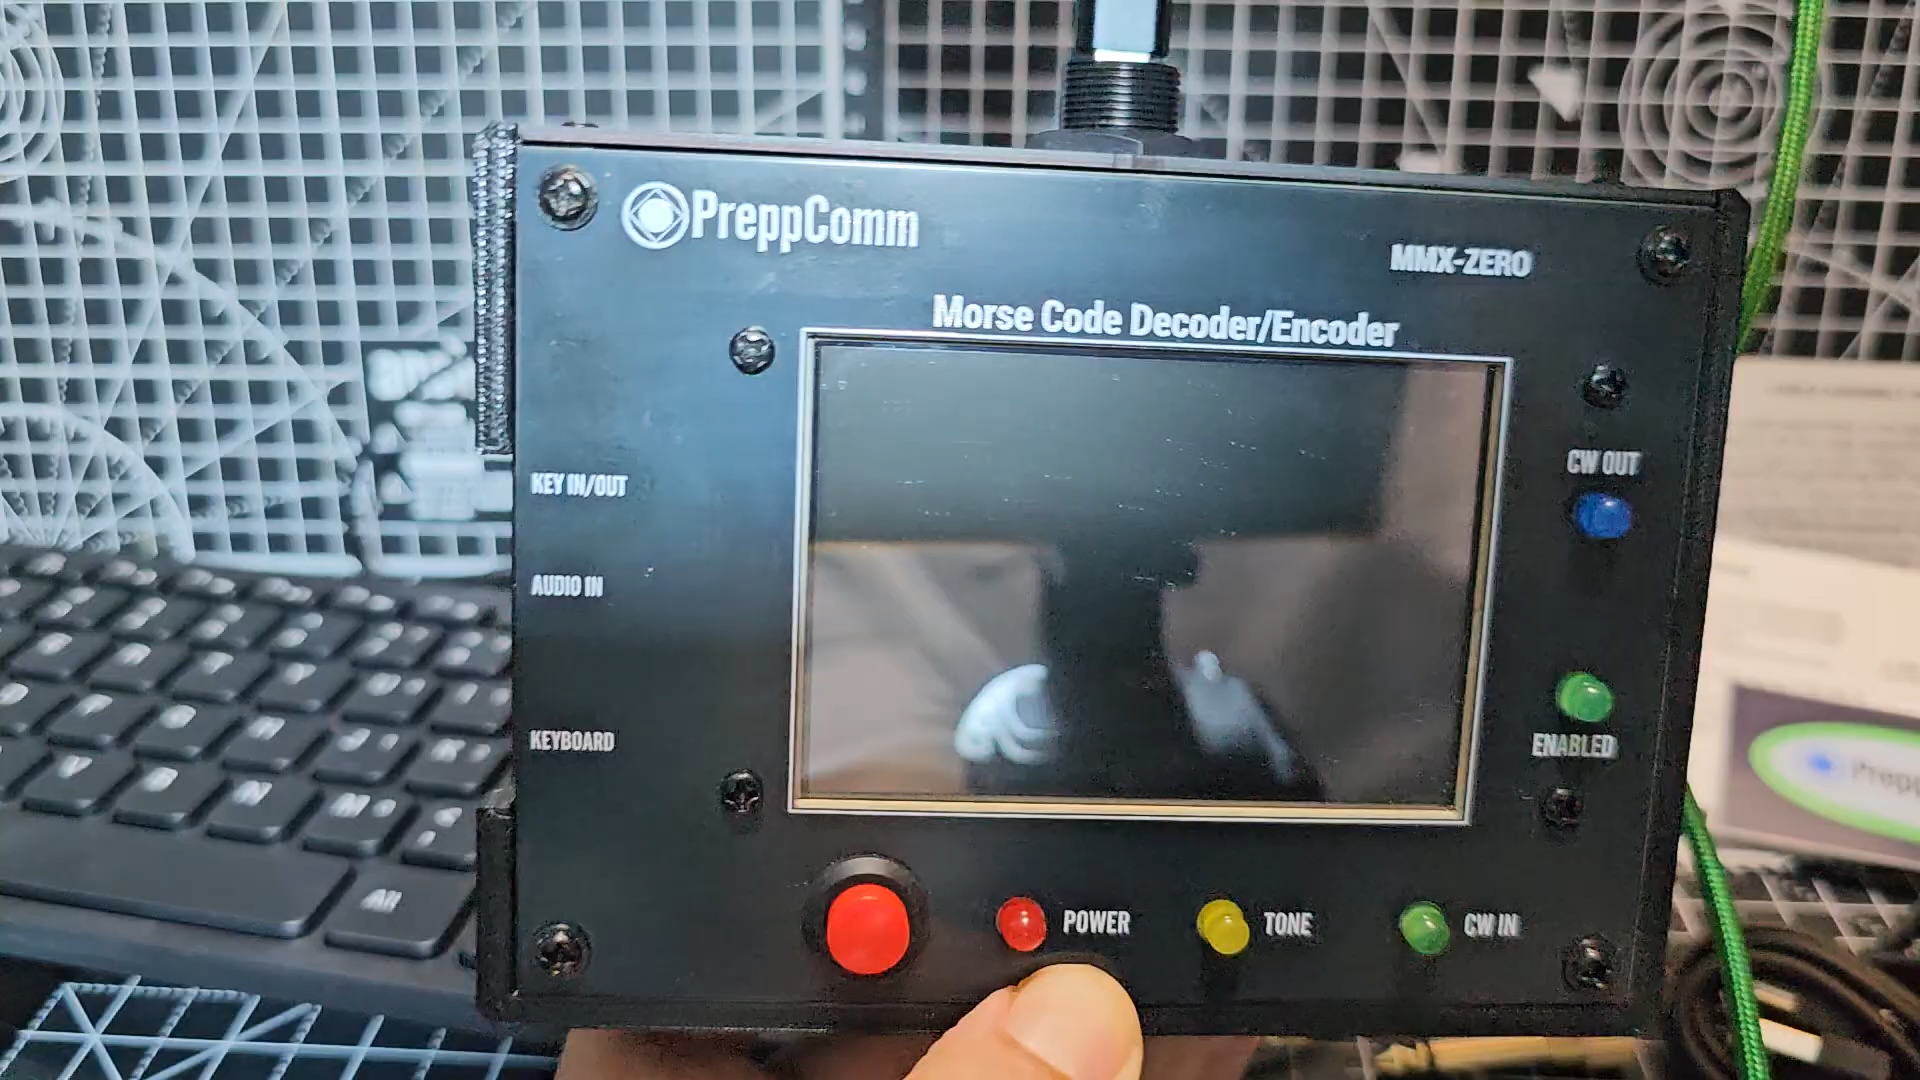 PreppComm
MMX-ZERO
Morse Code Decoder/Encoder
CW OUT
KEY IN/OUT
AUDIO IN
ENABLED
KEYBOARD
POWER
TONE
CW IN
V
B
N
M
Alt